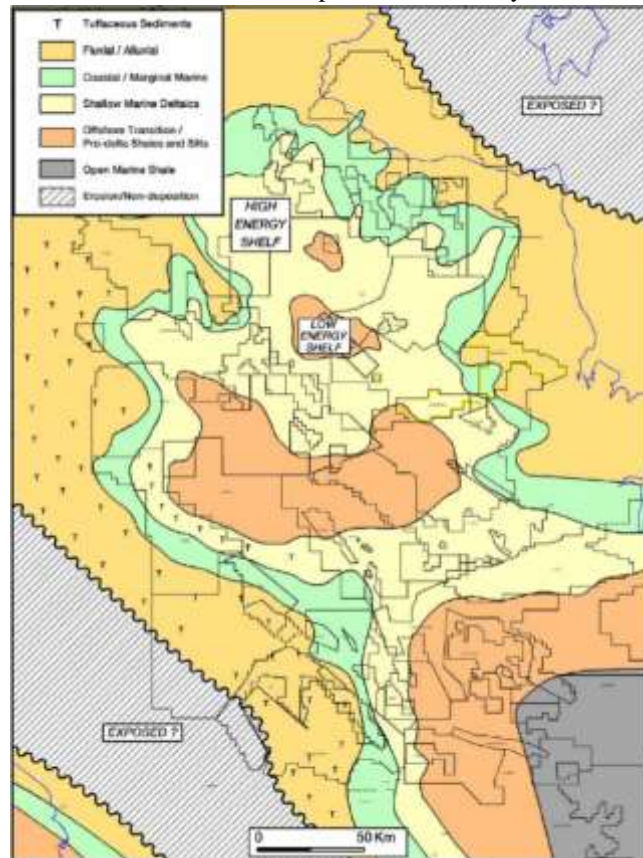 T Tuffaceous Sediments
Fluvial / Alluvial
Coastal / Marginal Marine
Shallow Marine Deltaics
Offshore Transition /
Pro-delta Shales and Silts
Open Marine Shale
Erosion/Non-deposition
EXPOSED ?
HIGH
ENERGY
SHELF
LOW
ENERGY
SHELF
EXPOSED ?
0 50 Km